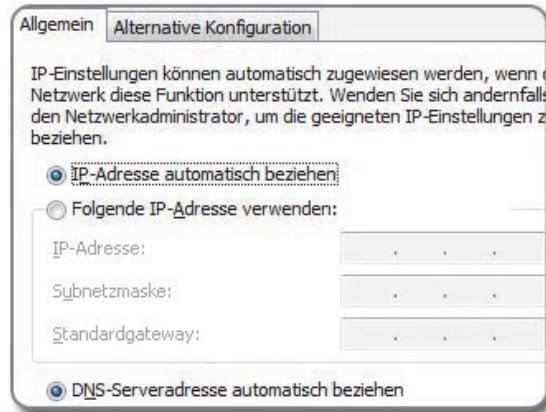 Allgemein Alternative Konfiguration
IP-Einstellungen können automatisch zugewiesen werden, wenn
Netzwerk diese Funktion unterstützt. Wenden Sie sich andernfalls
den Netzwerkadministrator, um die geeigneten IP-Einstellungen
beziehen.
IP-Adresse automatisch beziehen
Folgende IP-Adresse verwenden:
IP-Adresse:
Subnetzmaske:
Standardgateway:
DNS-Serveradresse automatisch beziehen